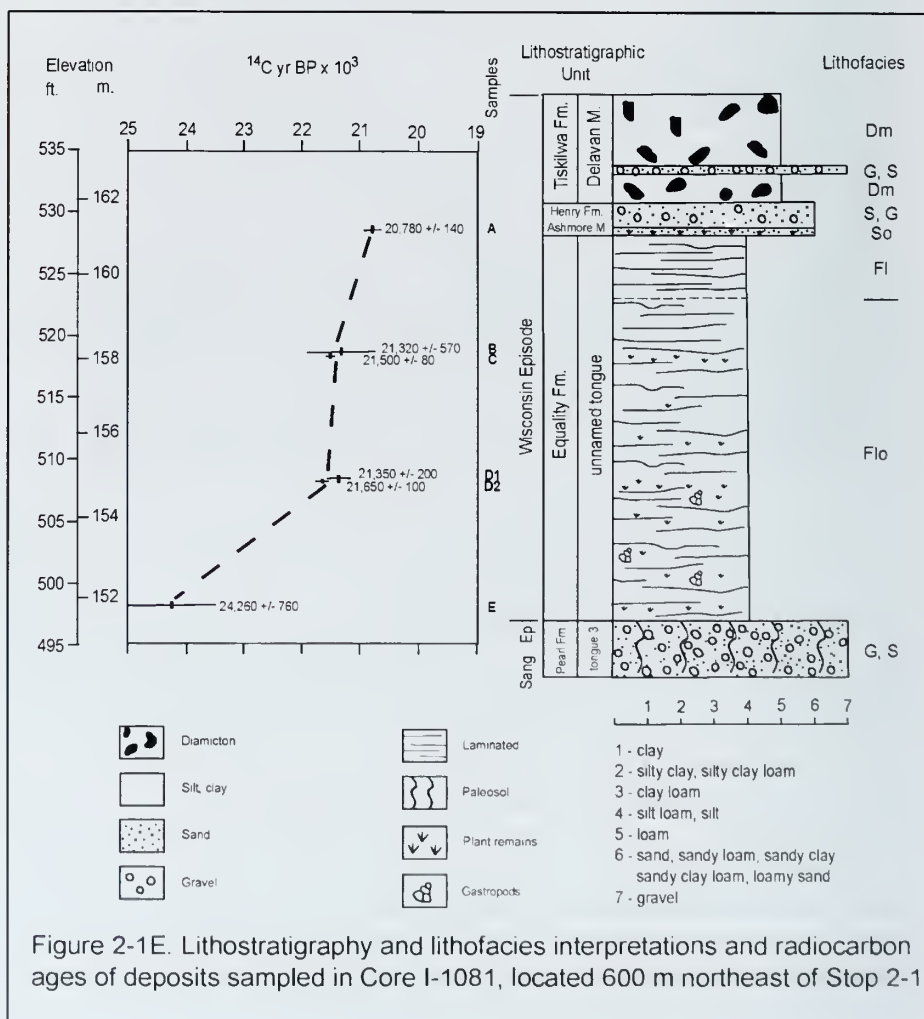 Elevation
ft. m.
14C yr BP x 10^3
Samples
Lithostratigraphic
Unit
Lithofacies
25 24 23 22 21 20 19
535
530
525
520
515
510
505
500
495
162
160
158
156
154
152
20,780 +/- 140
A
21,320 +/- 570
B
21,500 +/- 80
C
21,350 +/- 200
D1
21,650 +/- 100
D2
24,260 +/- 760
E
Wisconsin Episode
Sang Ep
Tiskilwa Fm.
Delavan M.
Henry Fm.
Ashmore M
Equality Fm.
unnamed tongue
Pearl Fm
tongue 3
Dm
G, S
Dm
S, G
So
Fl
Flo
G, S
1 2 3 4 5 6 7
Diamicton
Silt, clay
Sand
Gravel
Laminated
Paleosol
Plant remains
Gastropods
1 - clay
2 - silty clay, silty clay loam
3 - clay loam
4 - silt loam, silt
5 - loam
6 - sand, sandy loam, sandy clay
sandy clay loam, loamy sand
7 - gravel
Figure 2-1E. Lithostratigraphy and lithofacies interpretations and radiocarbon
ages of deposits sampled in Core I-1081, located 600 m northeast of Stop 2-1